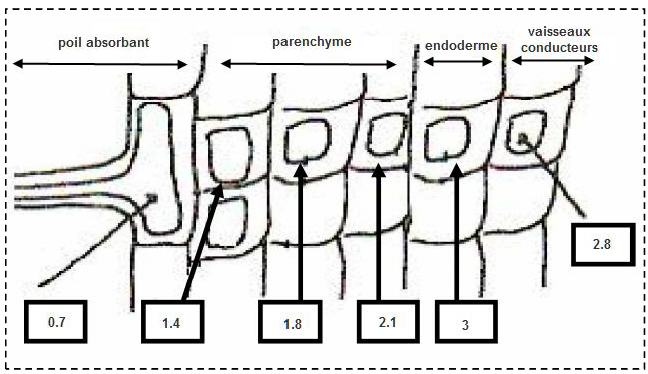 poil absorbant
parenchyme
endoderme
vaisseaux
conducteurs
2.8
0.7
1.4
1.8
2.1
3